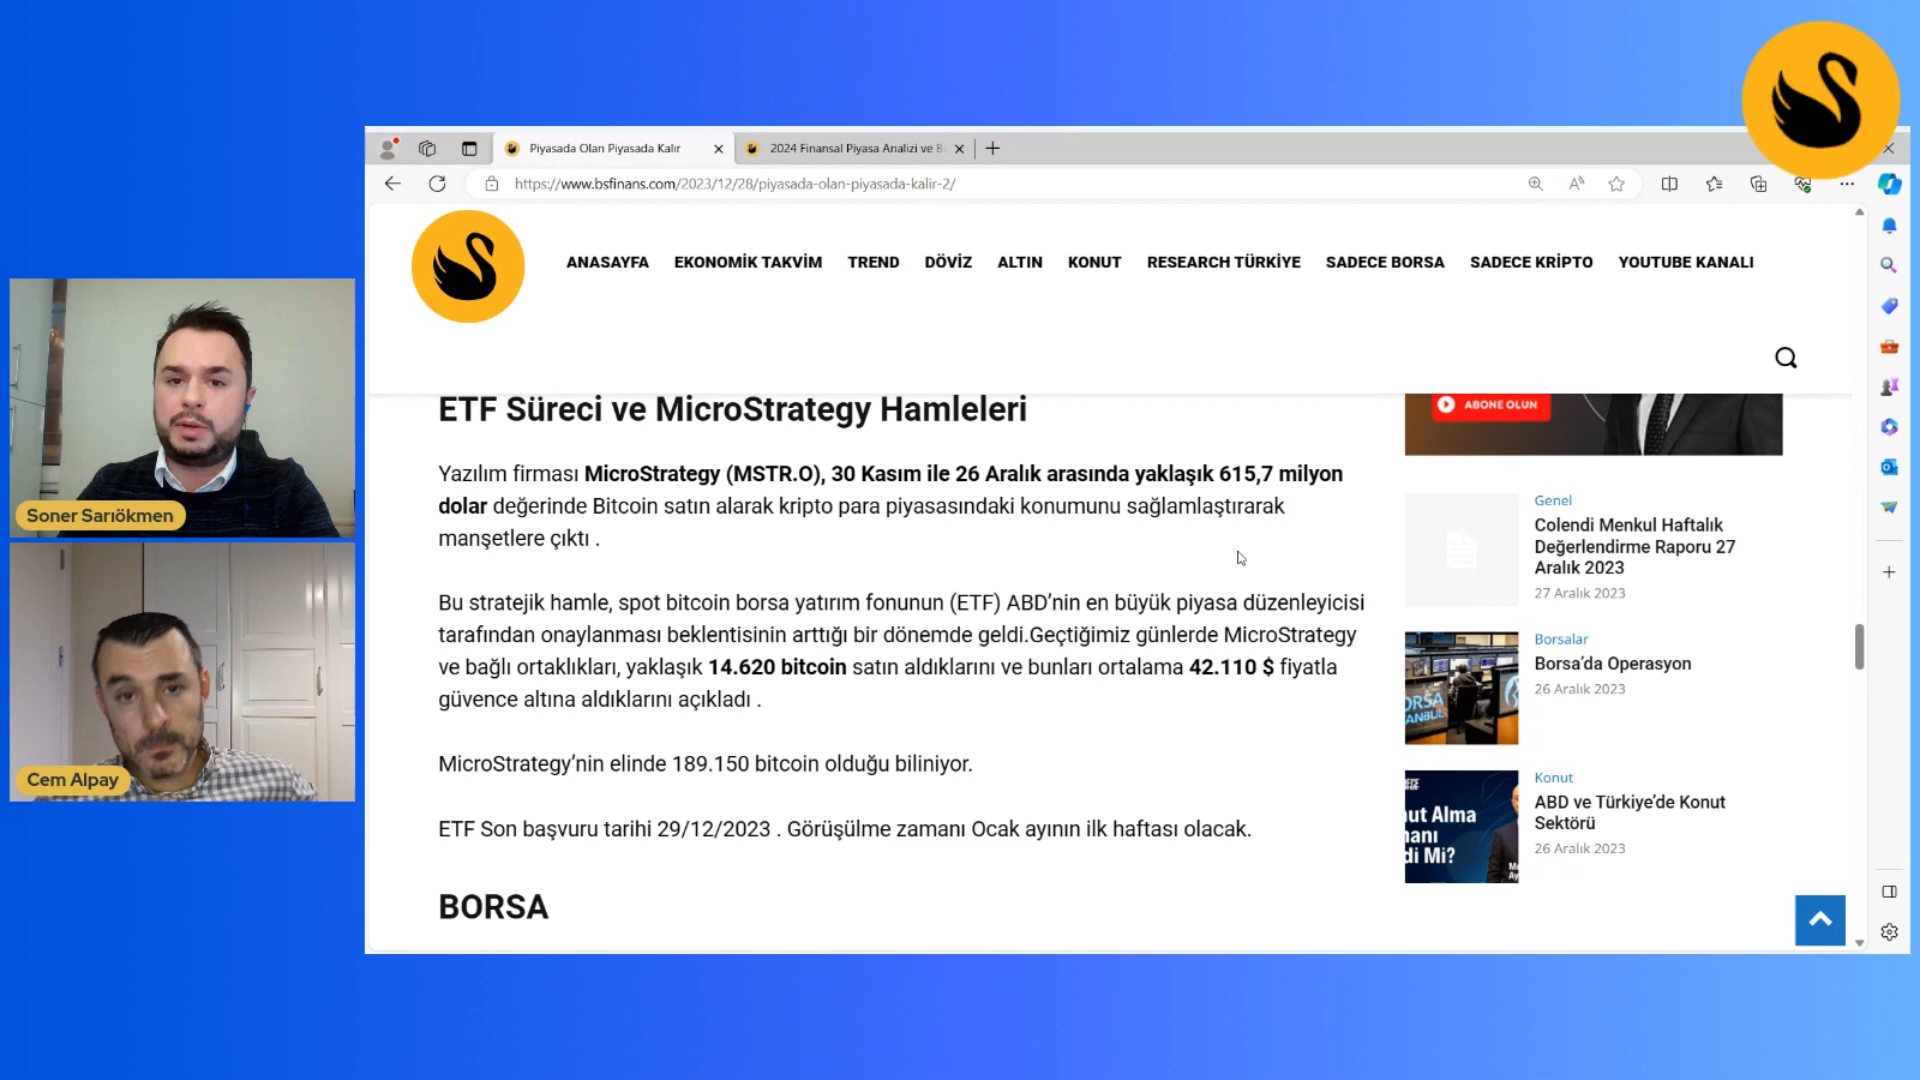 Piyasada Olan Piyasada Kalır
2024 Finansal Piyasa Analizi ve B
https://www.bsfinans.com/2023/12/28/piyasada-olan-piyasada-kalir-2/
ANASAYFA EKONOMİK TAKVİM TREND DÖVİZ ALTIN KONUT RESEARCH TÜRKİYE SADECE BORSA SADECE KRİPTO YOUTUBE KANALI
ETF Süreci ve MicroStrategy Hamleleri
Yazılım firması MicroStrategy (MSTR.O), 30 Kasım ile 26 Aralık arasında yaklaşık 615,7 milyon
dolar değerinde Bitcoin satın alarak kripto para piyasasındaki konumunu sağlamlaştırarak
manşetlere çıktı .
Bu stratejik hamle, spot bitcoin borsa yatırım fonunun (ETF) ABD’nin en büyük piyasa düzenleyicisi
tarafından onaylanması beklentisinin arttığı bir dönemde geldi.Geçtiğimiz günlerde MicroStrategy
ve bağlı ortaklıkları, yaklaşık 14.620 bitcoin satın aldıklarını ve bunları ortalama 42.110 $ fiyatla
güvence altına aldıklarını açıkladı .
MicroStrategy’nin elinde 189.150 bitcoin olduğu biliniyor.
ETF Son başvuru tarihi 29/12/2023 . Görüşülme zamanı Ocak ayının ilk haftası olacak.
BORSA
ABONE OLUN
Genel
Colendi Menkul Haftalık
Değerlendirme Raporu 27
Aralık 2023
27 Aralık 2023
Borsalar
Borsa’da Operasyon
26 Aralık 2023
ORSA
ANBUL
Konut
ABD ve Türkiye’de Konut
Sektörü
26 Aralık 2023
ut Alma
anı
di Mi?
Soner Sarıökmen
Cem Alpay